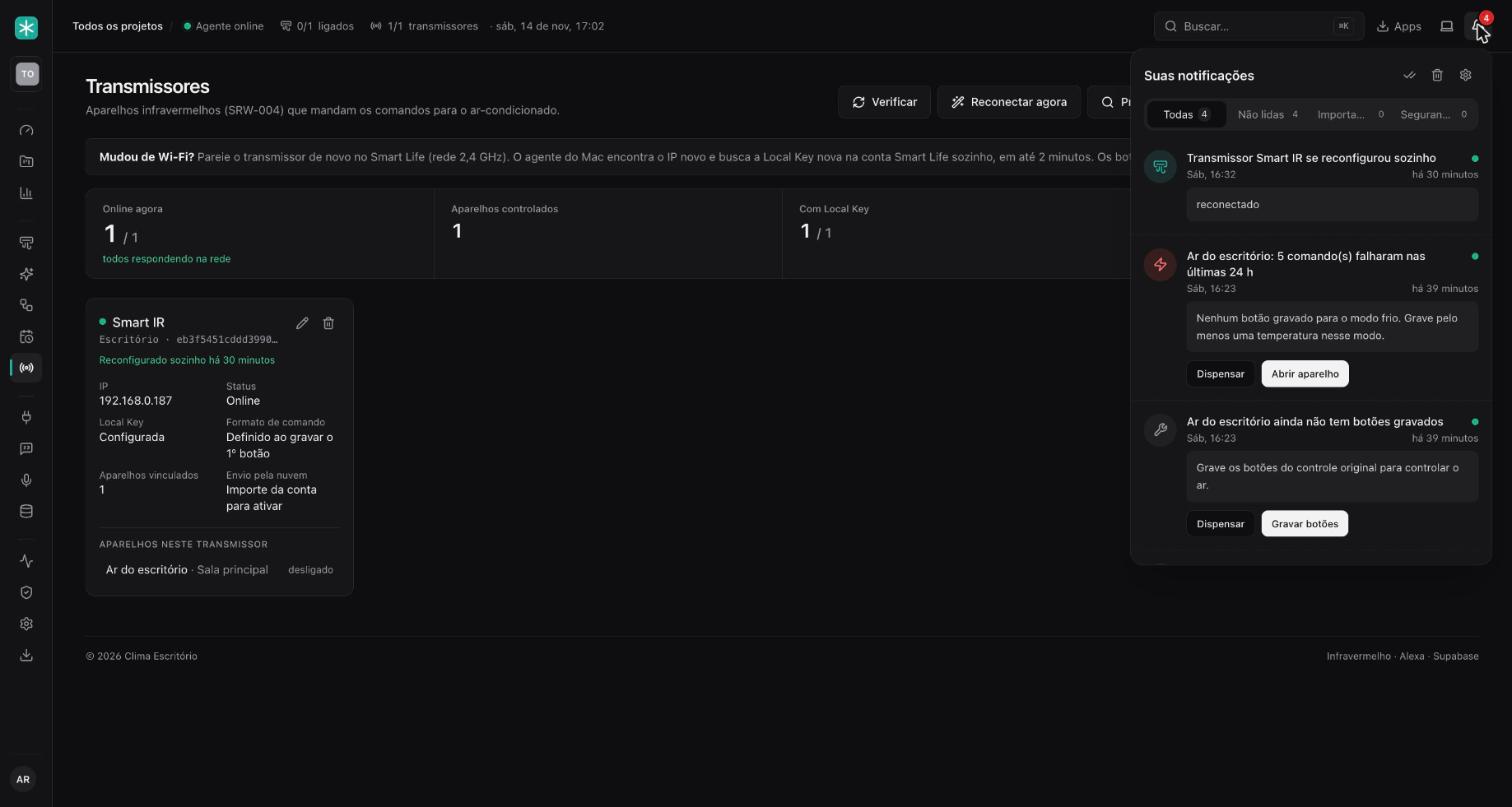 Todos os projetos / Agente online 0/1 ligados 1/1 transmissores · sáb, 14 de nov, 17:02
Buscar... ⌘K Apps 4
TO
Transmissores
Aparelhos infravermelhos (SRW-004) que mandam os comandos para o ar-condicionado.
Verificar
Reconectar agora
Mudou de Wi-Fi? Pareie o transmissor de novo no Smart Life (rede 2,4 GHz). O agente do Mac encontra o IP novo e busca a Local Key nova na conta Smart Life sozinho, em até 2 minutos. Os
Online agora
1 / 1
todos respondendo na rede
Aparelhos controlados
1
Com Local Key
1 / 1
Smart IR
Escritório · eb3f5451cddd3990…
Reconfigurado sozinho há 30 minutos
IP
192.168.0.187
Status
Online
Local Key
Configurada
Formato de comando
Definido ao gravar o
1º botão
Aparelhos vinculados
1
Envio pela nuvem
Importe da conta
para ativar
APARELHOS NESTE TRANSMISSOR
Ar do escritório · Sala principal desligado
Suas notificações
Todas 4 Não lidas 4 Importa... 0 Seguran... 0
Transmissor Smart IR se reconfigurou sozinho
Sáb, 16:32 há 30 minutos
reconectado
Ar do escritório: 5 comando(s) falharam nas
últimas 24 h
Sáb, 16:23 há 39 minutos
Nenhum botão gravado para o modo frio. Grave pelo
menos uma temperatura nesse modo.
Dispensar Abrir aparelho
Ar do escritório ainda não tem botões gravados
Sáb, 16:23 há 39 minutos
Grave os botões do controle original para controlar o
ar.
Dispensar Gravar botões
© 2026 Clima Escritório
Infravermelho · Alexa · Supabase
AR